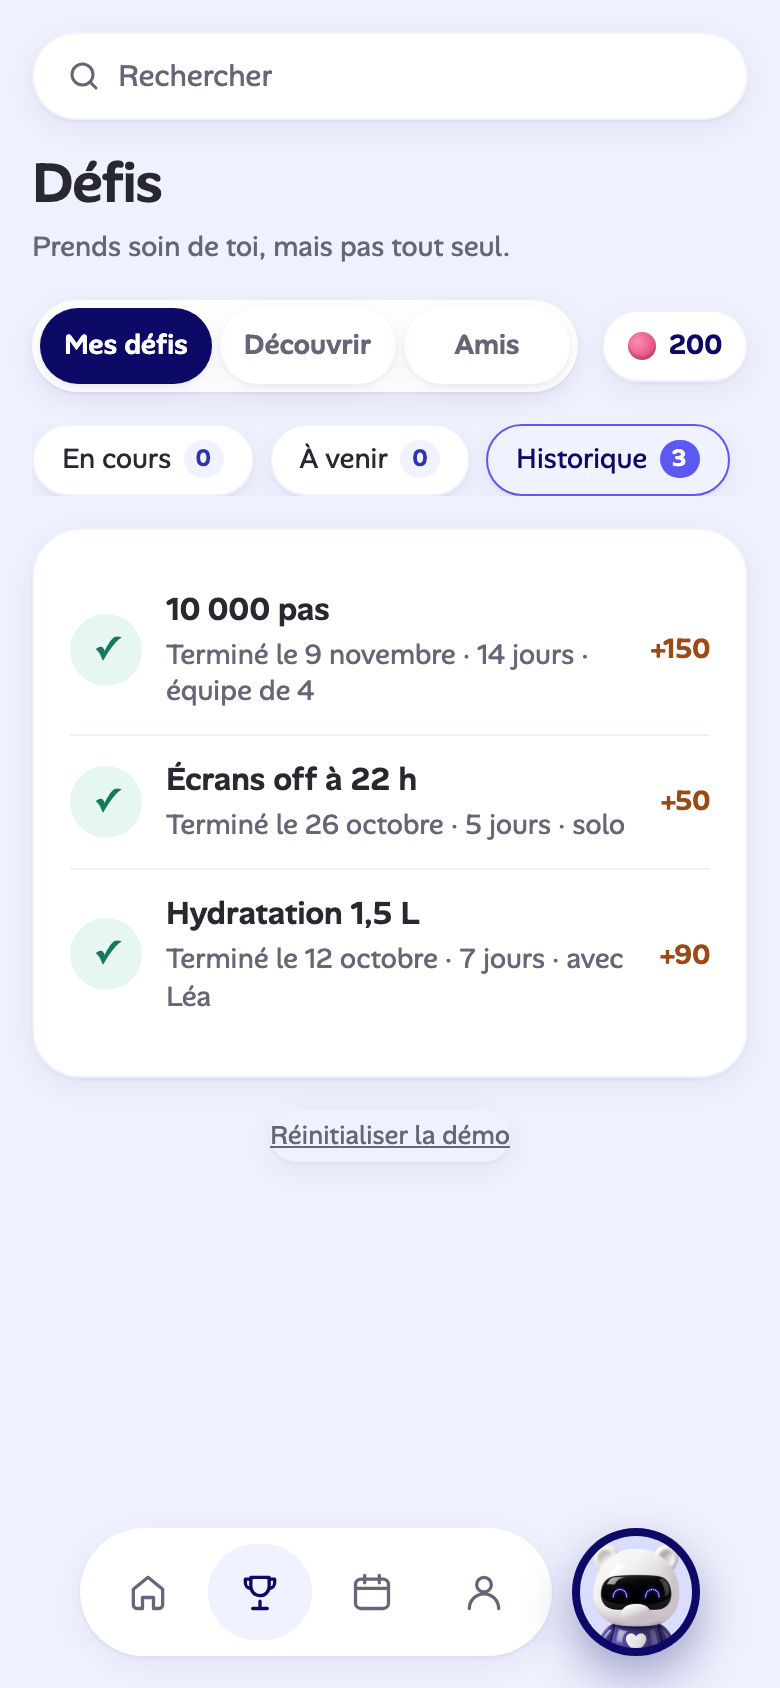 Rechercher
Défis
Prends soin de toi, mais pas tout seul.
Mes défis
Découvrir
Amis
200
En cours 0
À venir 0
Historique 3
10 000 pas
Terminé le 9 novembre · 14 jours ·
équipe de 4
+150
Écrans off à 22 h
Terminé le 26 octobre · 5 jours · solo
+50
Hydratation 1,5 L
Terminé le 12 octobre · 7 jours · avec
Léa
+90
Réinitialiser la démo